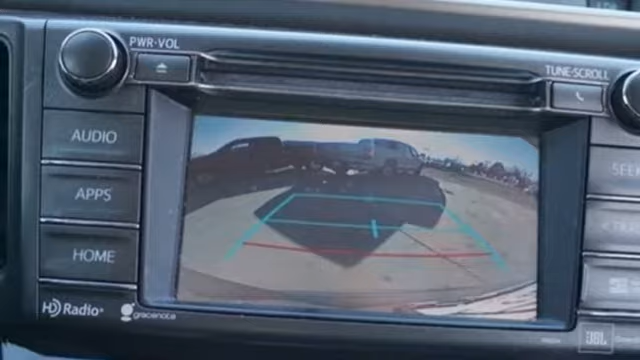 PWR·VOL
TUNE·SCROLL
AUDIO
APPS
HOME
SEEK
HD Radio
gracenote
JBL